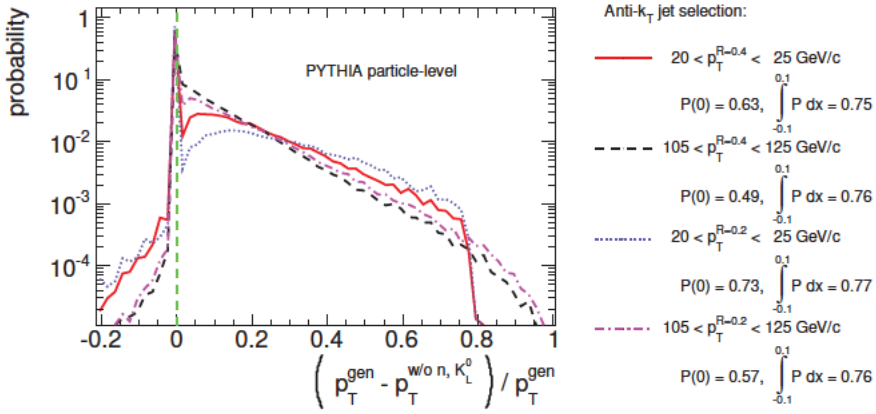 probability
1
10^1
10^-2
10^-3
10^-4
PYTHIA particle-level
-0.2 0 0.2 0.4 0.6 0.8 1
(p_T^gen - p_T^w/o n, K_L^0) / p_T^gen
Anti-k_T jet selection:
20 < p_T^R=0.4 < 25 GeV/c
P(0) = 0.63, ∫_-0.1^0.1 P dx = 0.75
105 < p_T^R=0.4 < 125 GeV/c
P(0) = 0.49, ∫_-0.1^0.1 P dx = 0.76
20 < p_T^R=0.2 < 25 GeV/c
P(0) = 0.73, ∫_-0.1^0.1 P dx = 0.77
105 < p_T^R=0.2 < 125 GeV/c
P(0) = 0.57, ∫_-0.1^0.1 P dx = 0.76